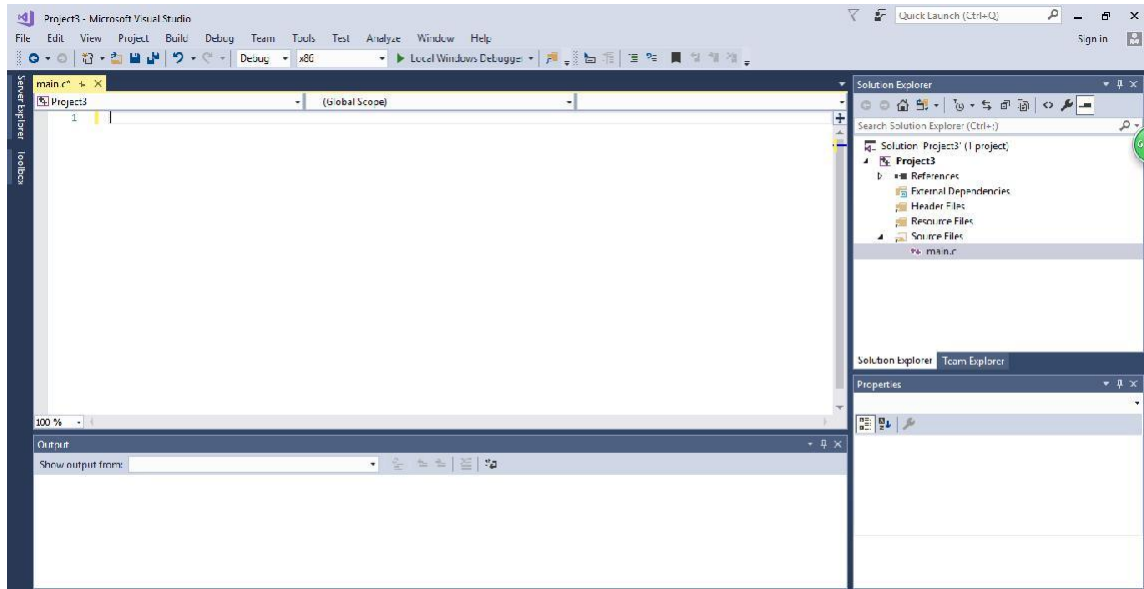 Project3 - Microsoft Visual Studio
Quick Launch (Ctrl+Q)
File Edit View Project Build Debug Team Tools Test Analyze Window Help
Sign in
Debug x86 Local Windows Debugger
Server Explorer
Toolbox
main.c*
Project3
(Global Scope)
1
100 %
Output
Show output from:
Solution Explorer
Search Solution Explorer (Ctrl+;)
Solution 'Project3' (1 project)
Project3
References
External Dependencies
Header Files
Resource Files
Source Files
main.c
Solution Explorer Team Explorer
Properties